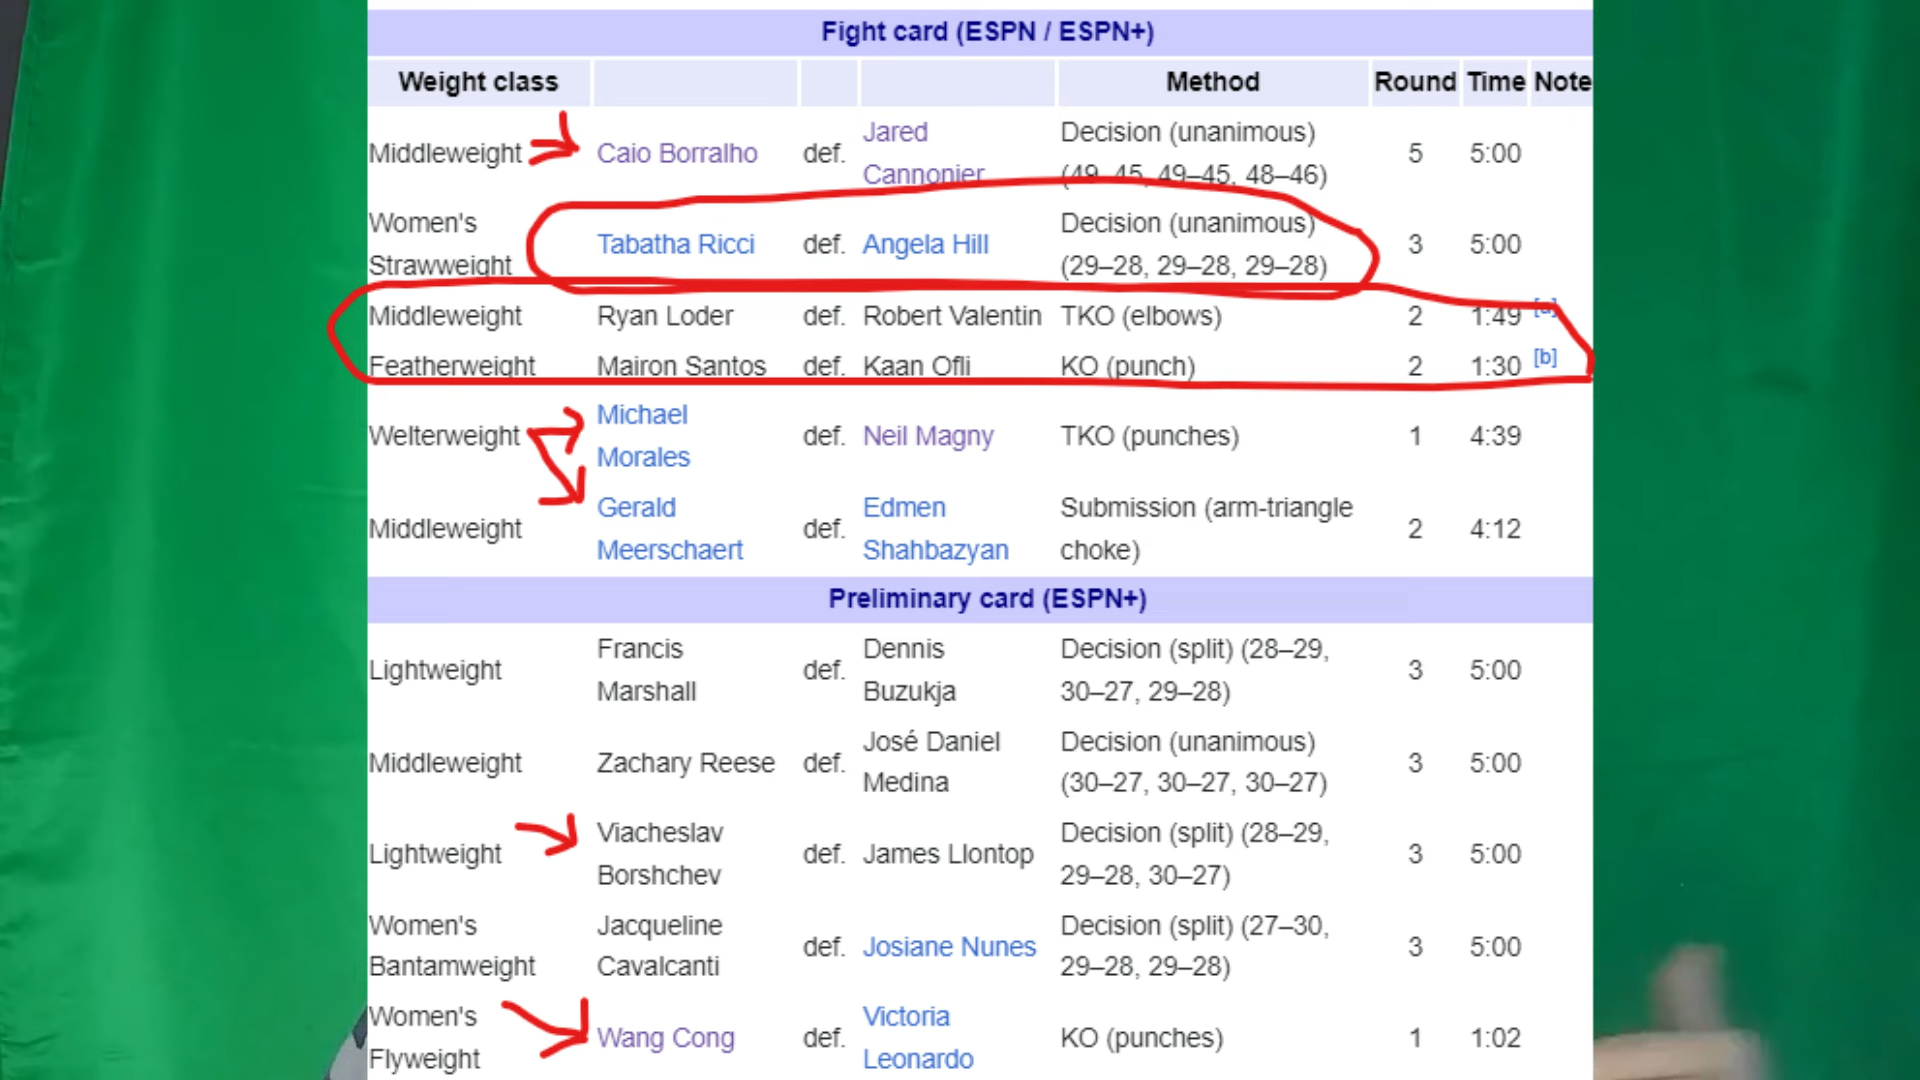 Fight card (ESPN / ESPN+)
Weight class Method Round Time Note
Middleweight Caio Borralho def. Jared Cannonier Decision (unanimous) (49–45, 49–45, 48–46) 5 5:00
Women's Strawweight Tabatha Ricci def. Angela Hill Decision (unanimous) (29–28, 29–28, 29–28) 3 5:00
Middleweight Ryan Loder def. Robert Valentin TKO (elbows) 2 1:49 [a]
Featherweight Mairon Santos def. Kaan Ofli KO (punch) 2 1:30 [b]
Welterweight Michael Morales def. Neil Magny TKO (punches) 1 4:39
Middleweight Gerald Meerschaert def. Edmen Shahbazyan Submission (arm-triangle choke) 2 4:12
Preliminary card (ESPN+)
Lightweight Francis Marshall def. Dennis Buzukja Decision (split) (28–29, 30–27, 29–28) 3 5:00
Middleweight Zachary Reese def. José Daniel Medina Decision (unanimous) (30–27, 30–27, 30–27) 3 5:00
Lightweight Viacheslav Borshchev def. James Llontop Decision (split) (28–29, 29–28, 30–27) 3 5:00
Women's Bantamweight Jacqueline Cavalcanti def. Josiane Nunes Decision (split) (27–30, 29–28, 29–28) 3 5:00
Women's Flyweight Wang Cong def. Victoria Leonardo KO (punches) 1 1:02